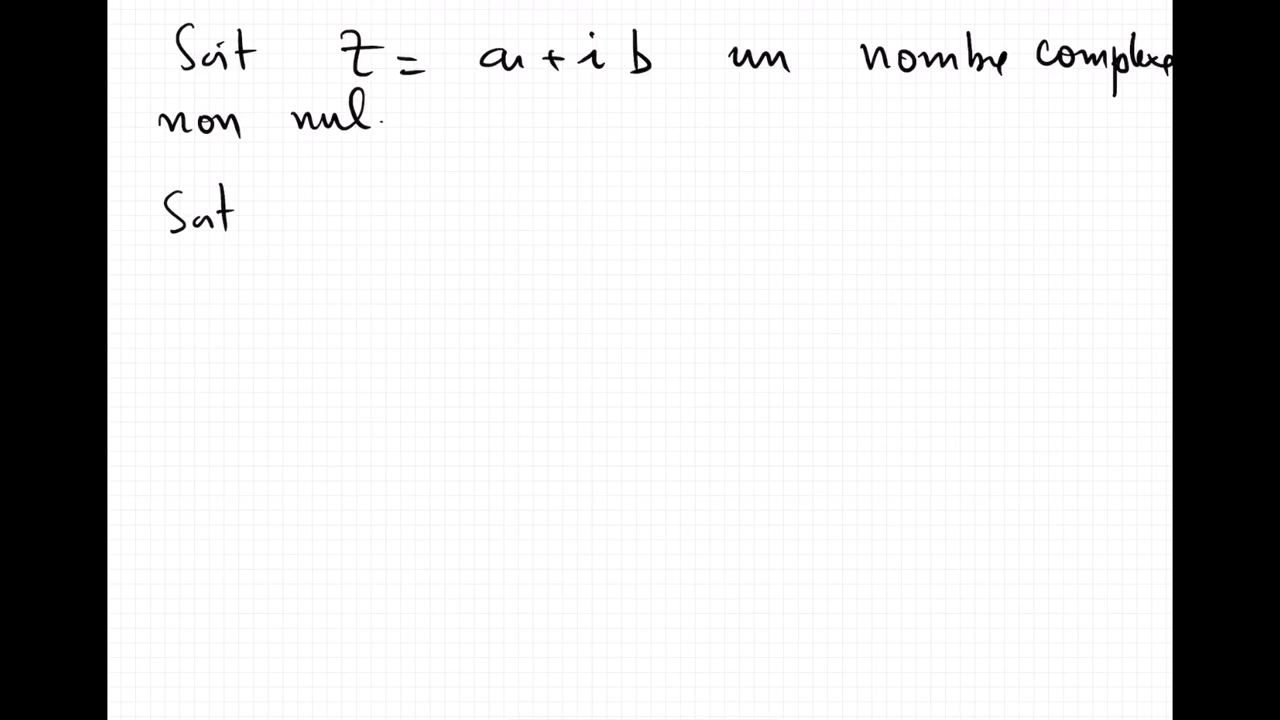 Soit z = a + i b un nombre complexe
non nul.
Soit